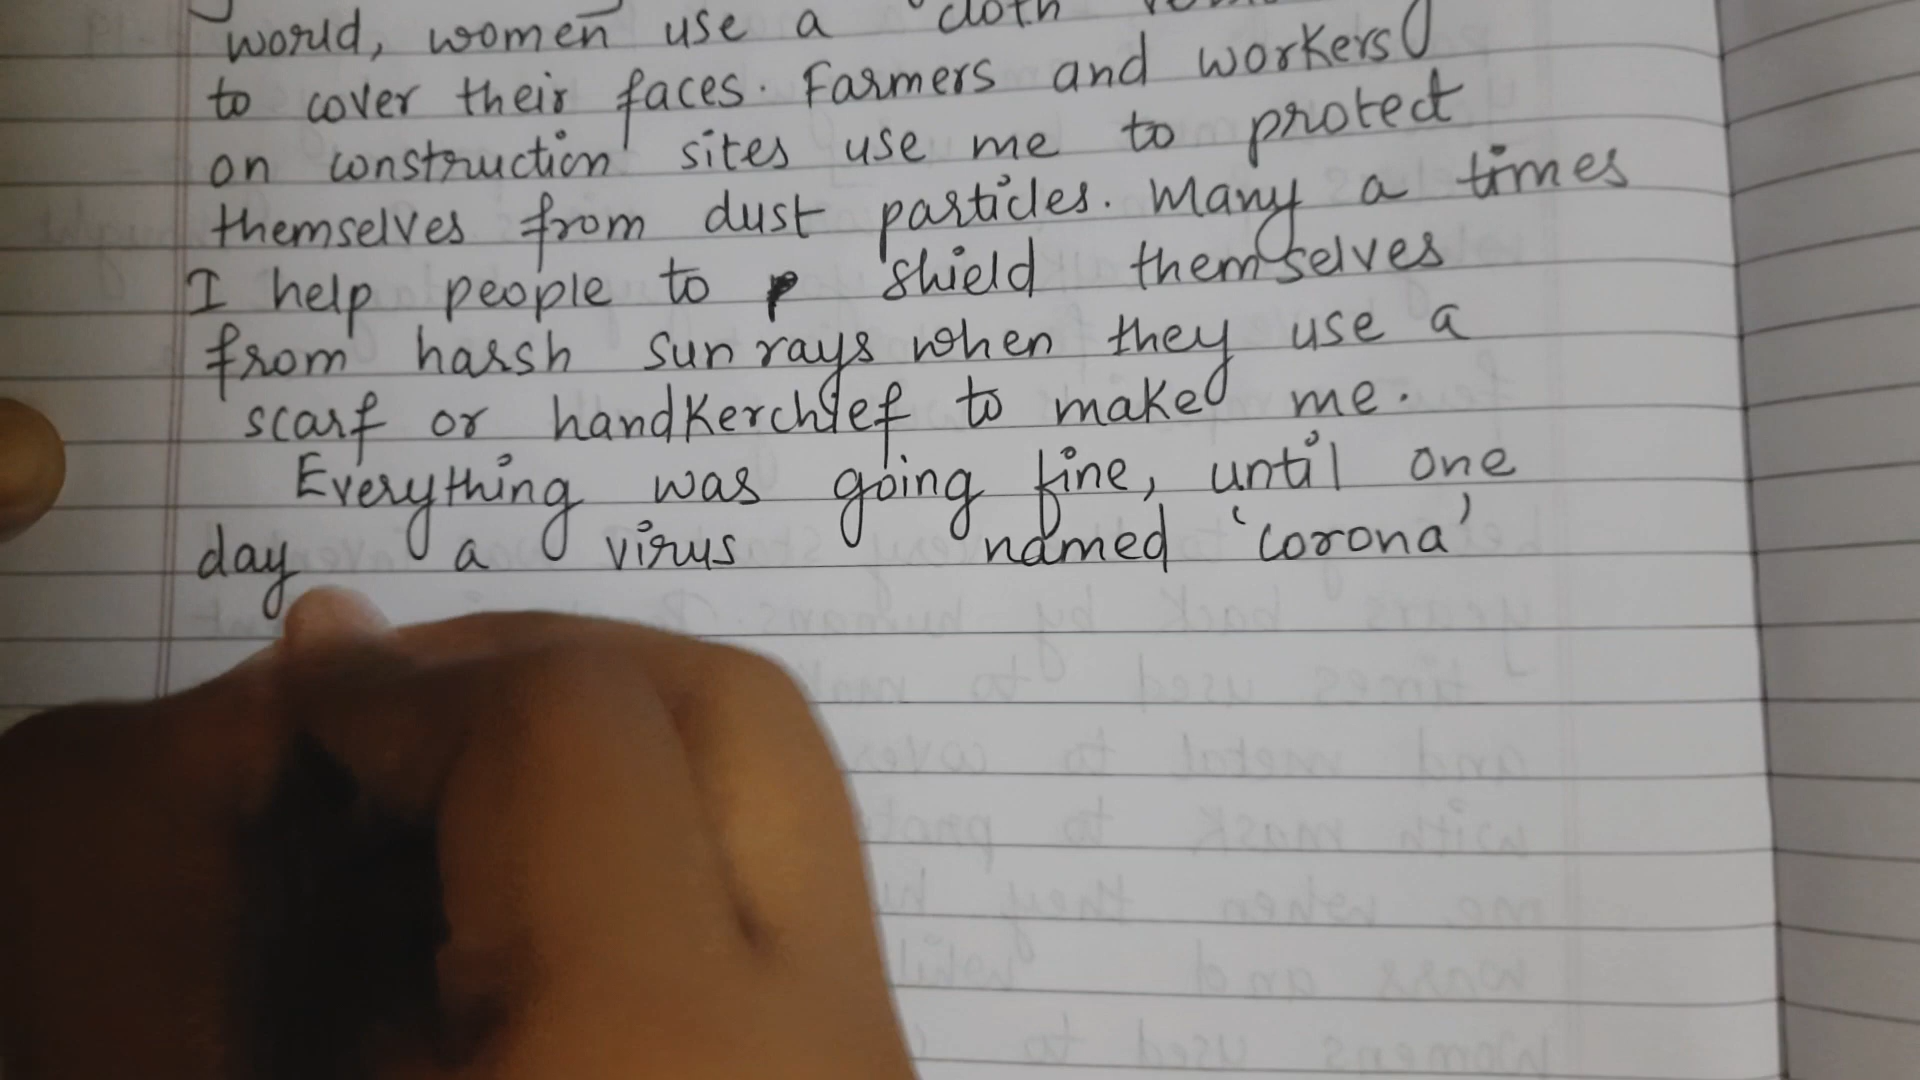 world, women use a cloth
to cover their faces. Farmers and workers
on construction sites use me to protect
themselves from dust particles. Many a times
I help people to shield themselves
from harsh sun rays when they use a
scarf or handkerchief to make me.
Everything was going fine, until one
day a virus named 'corona'